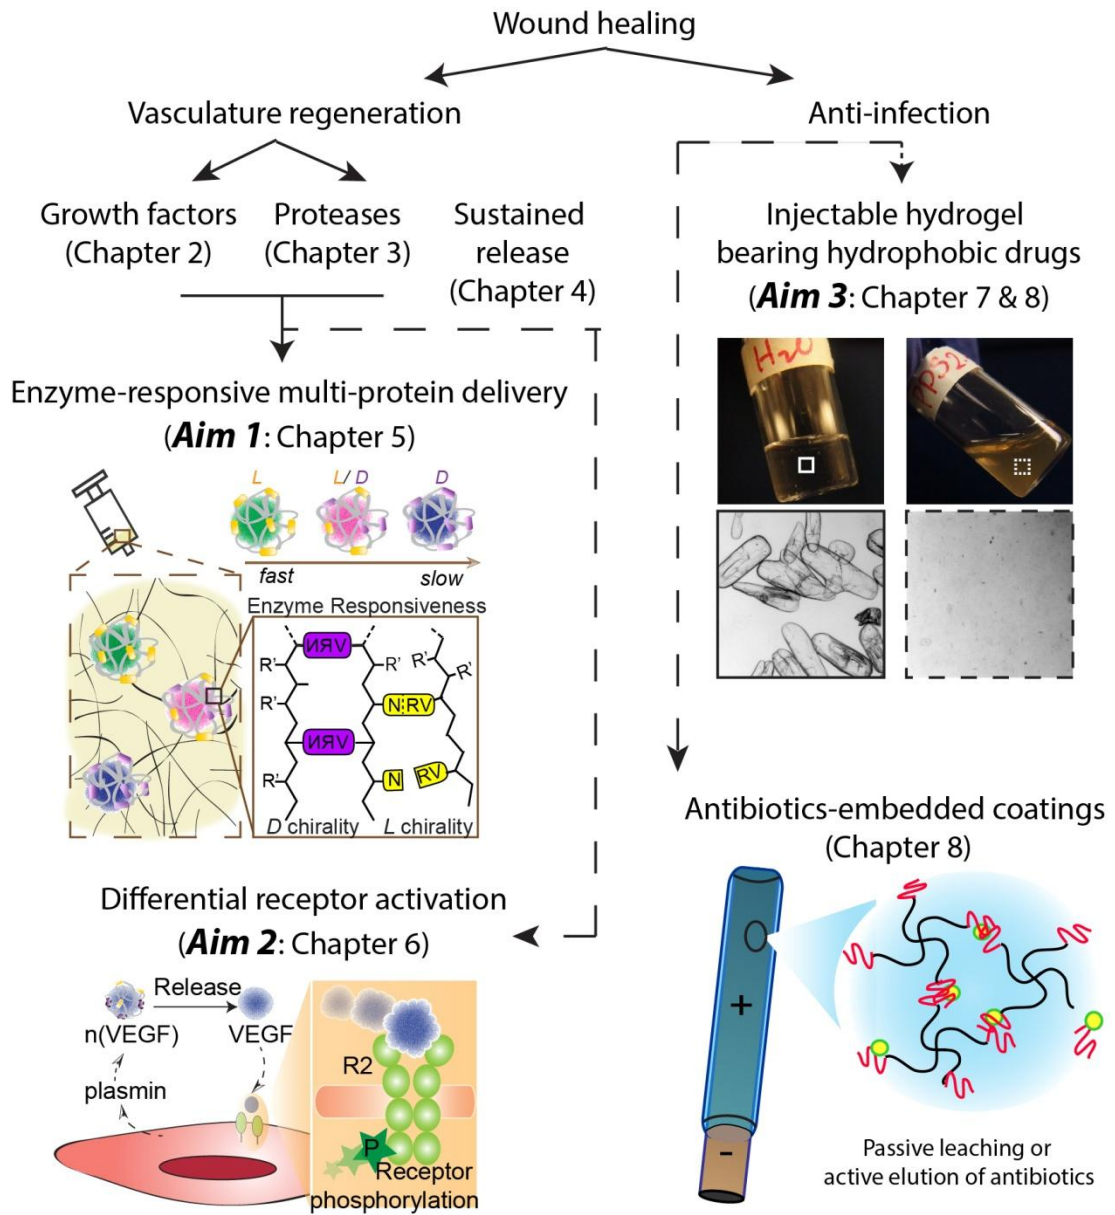 Wound healing
Vasculature regeneration
Anti-infection
Growth factors
(Chapter 2)
Proteases
(Chapter 3)
Sustained
release
(Chapter 4)
Injectable hydrogel
bearing hydrophobic drugs
(Aim 3: Chapter 7 & 8)
H2O
PPS2
Enzyme-responsive multi-protein delivery
(Aim 1: Chapter 5)
L
L/ D
D
fast
slow
Enzyme Responsiveness
R'
R'
R'
R'
R'
R'
R'
ИЯV
N RV
ИЯV
N
RV
D chirality
L chirality
Differential receptor activation
(Aim 2: Chapter 6)
Release
n(VEGF)
VEGF
plasmin
R2
P
Receptor
phosphorylation
Antibiotics-embedded coatings
(Chapter 8)
+
-
Passive leaching or
active elution of antibiotics